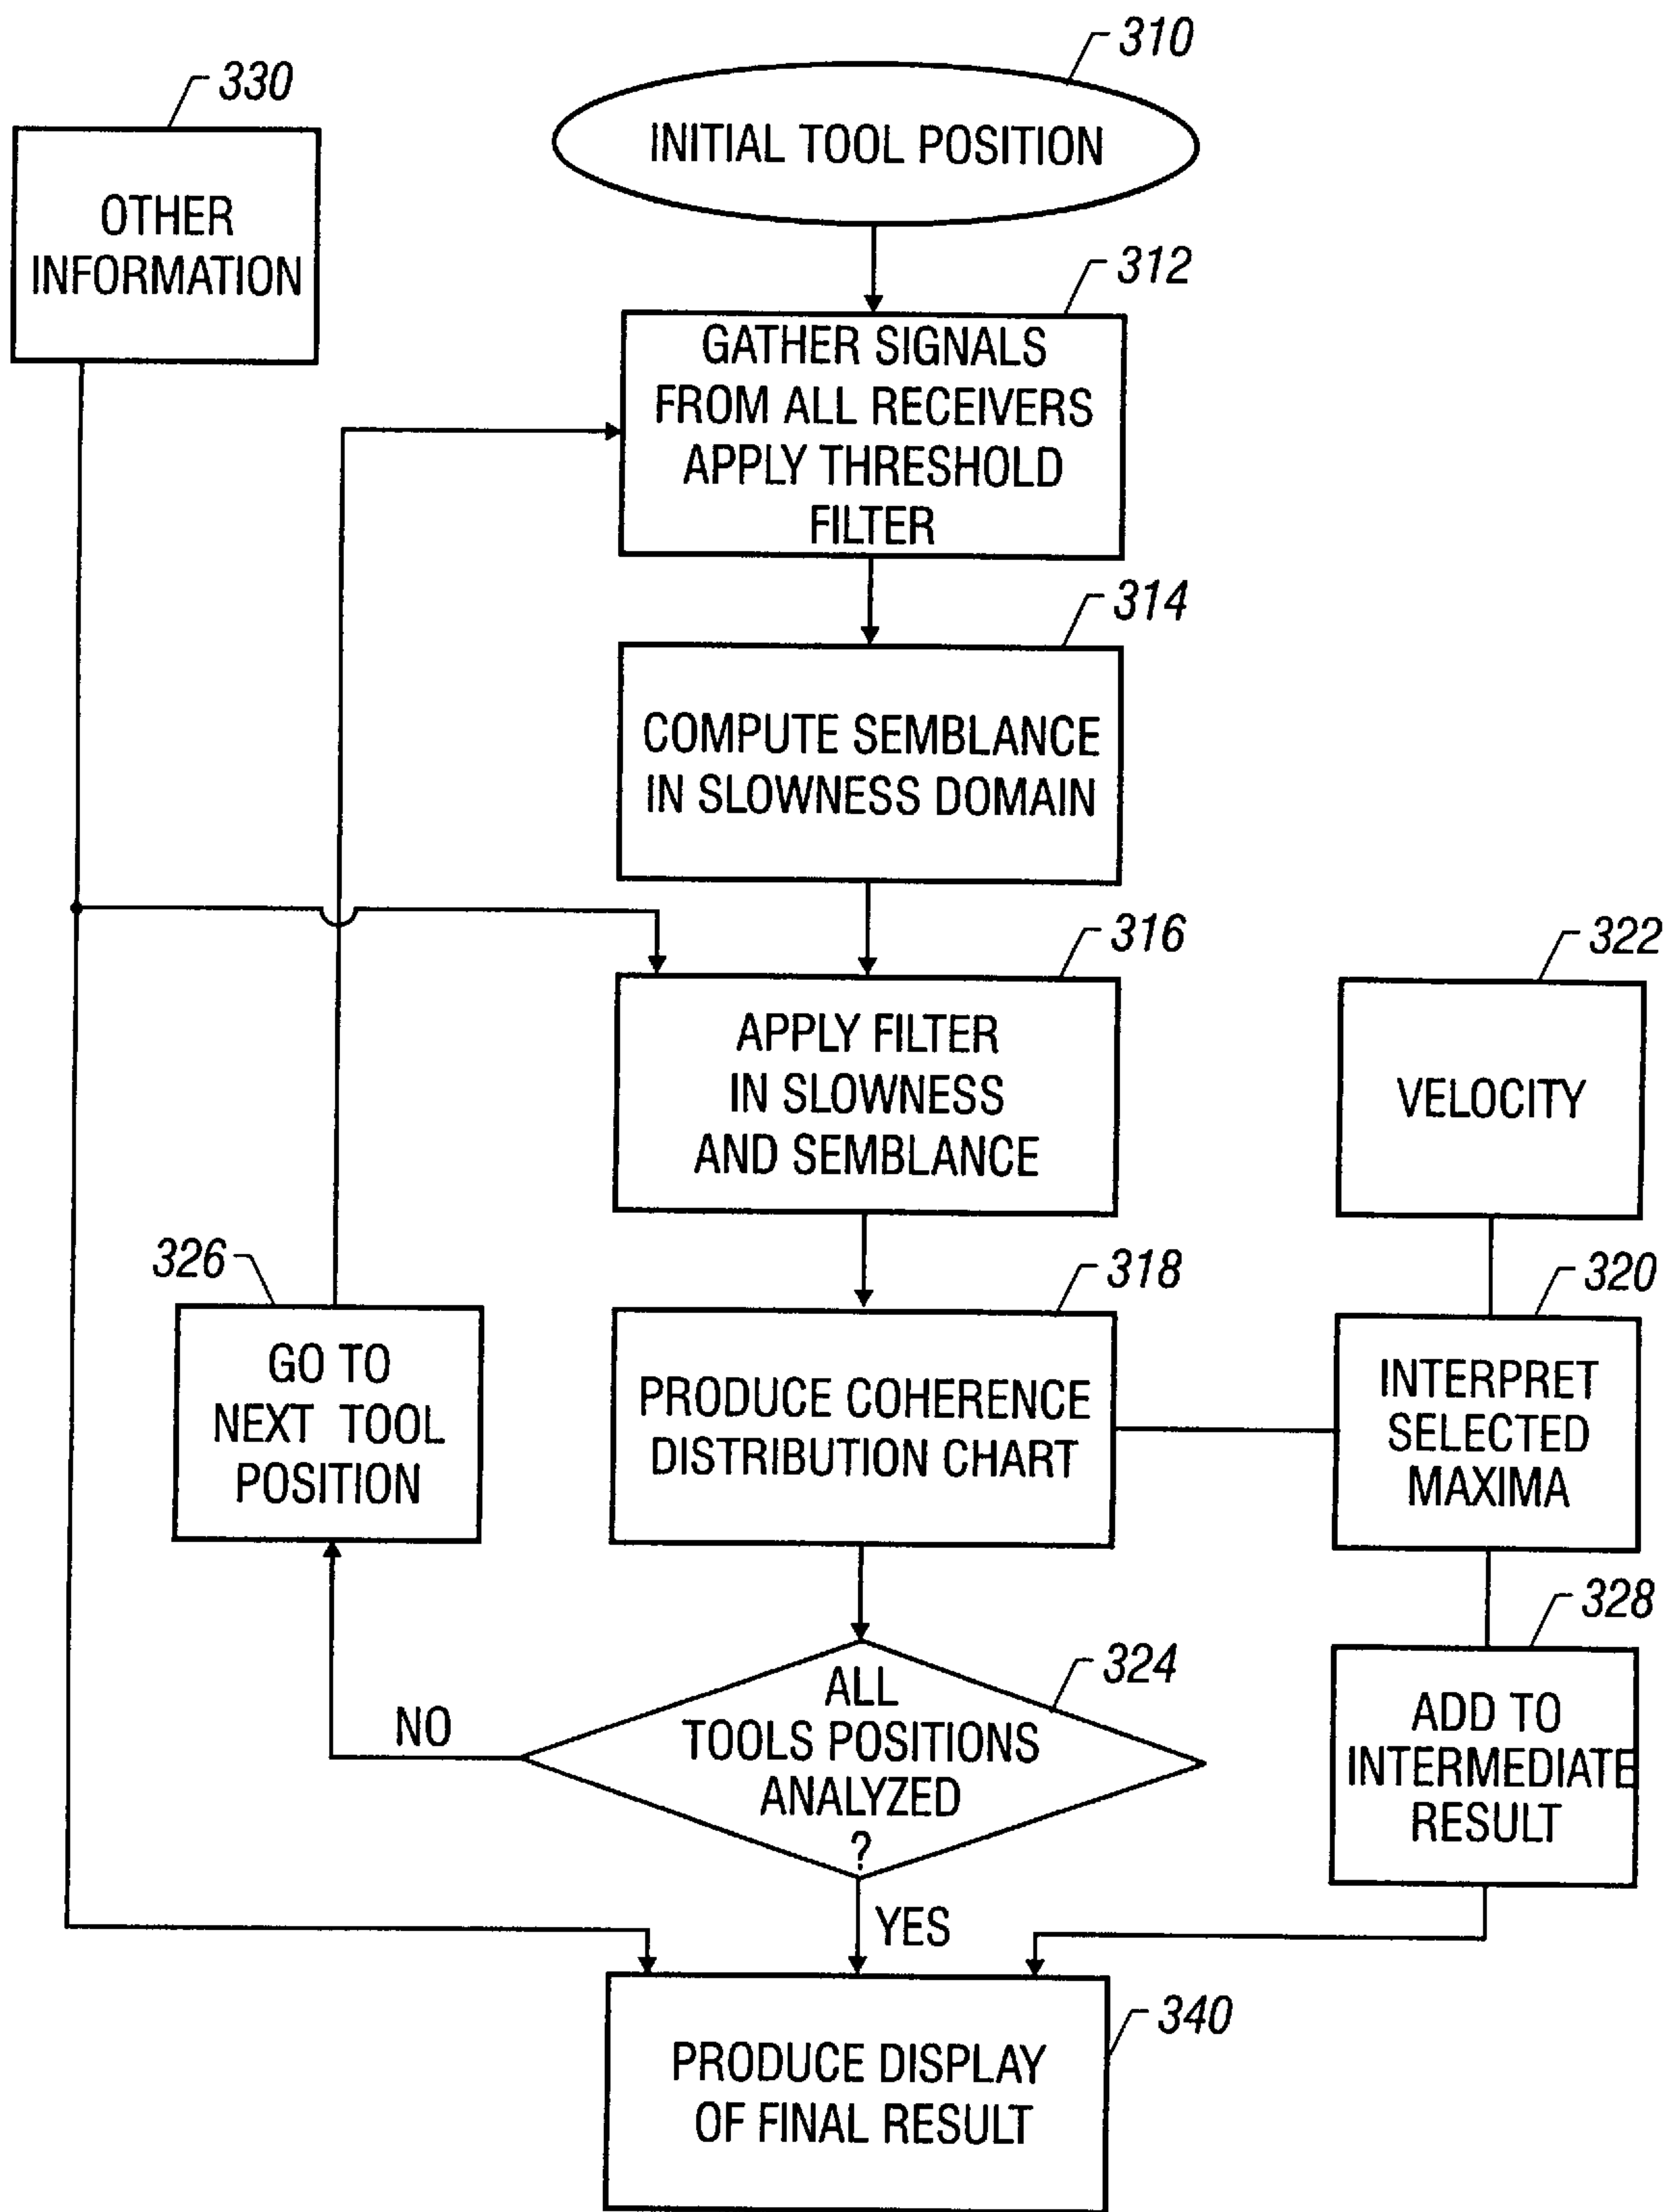 310
330
INITIAL TOOL POSITION
OTHER
INFORMATION
312
GATHER SIGNALS
FROM ALL RECEIVERS
APPLY THRESHOLD
FILTER
314
COMPUTE SEMBLANCE
IN SLOWNESS DOMAIN
316
APPLY FILTER
IN SLOWNESS
AND SEMBLANCE
322
VELOCITY
326
GO TO
NEXT TOOL
POSITION
318
PRODUCE COHERENCE
DISTRIBUTION CHART
320
INTERPRET
SELECTED
MAXIMA
324
ALL
TOOLS POSITIONS
ANALYZED
?
NO
YES
328
ADD TO
INTERMEDIATE
RESULT
340
PRODUCE DISPLAY
OF FINAL RESULT